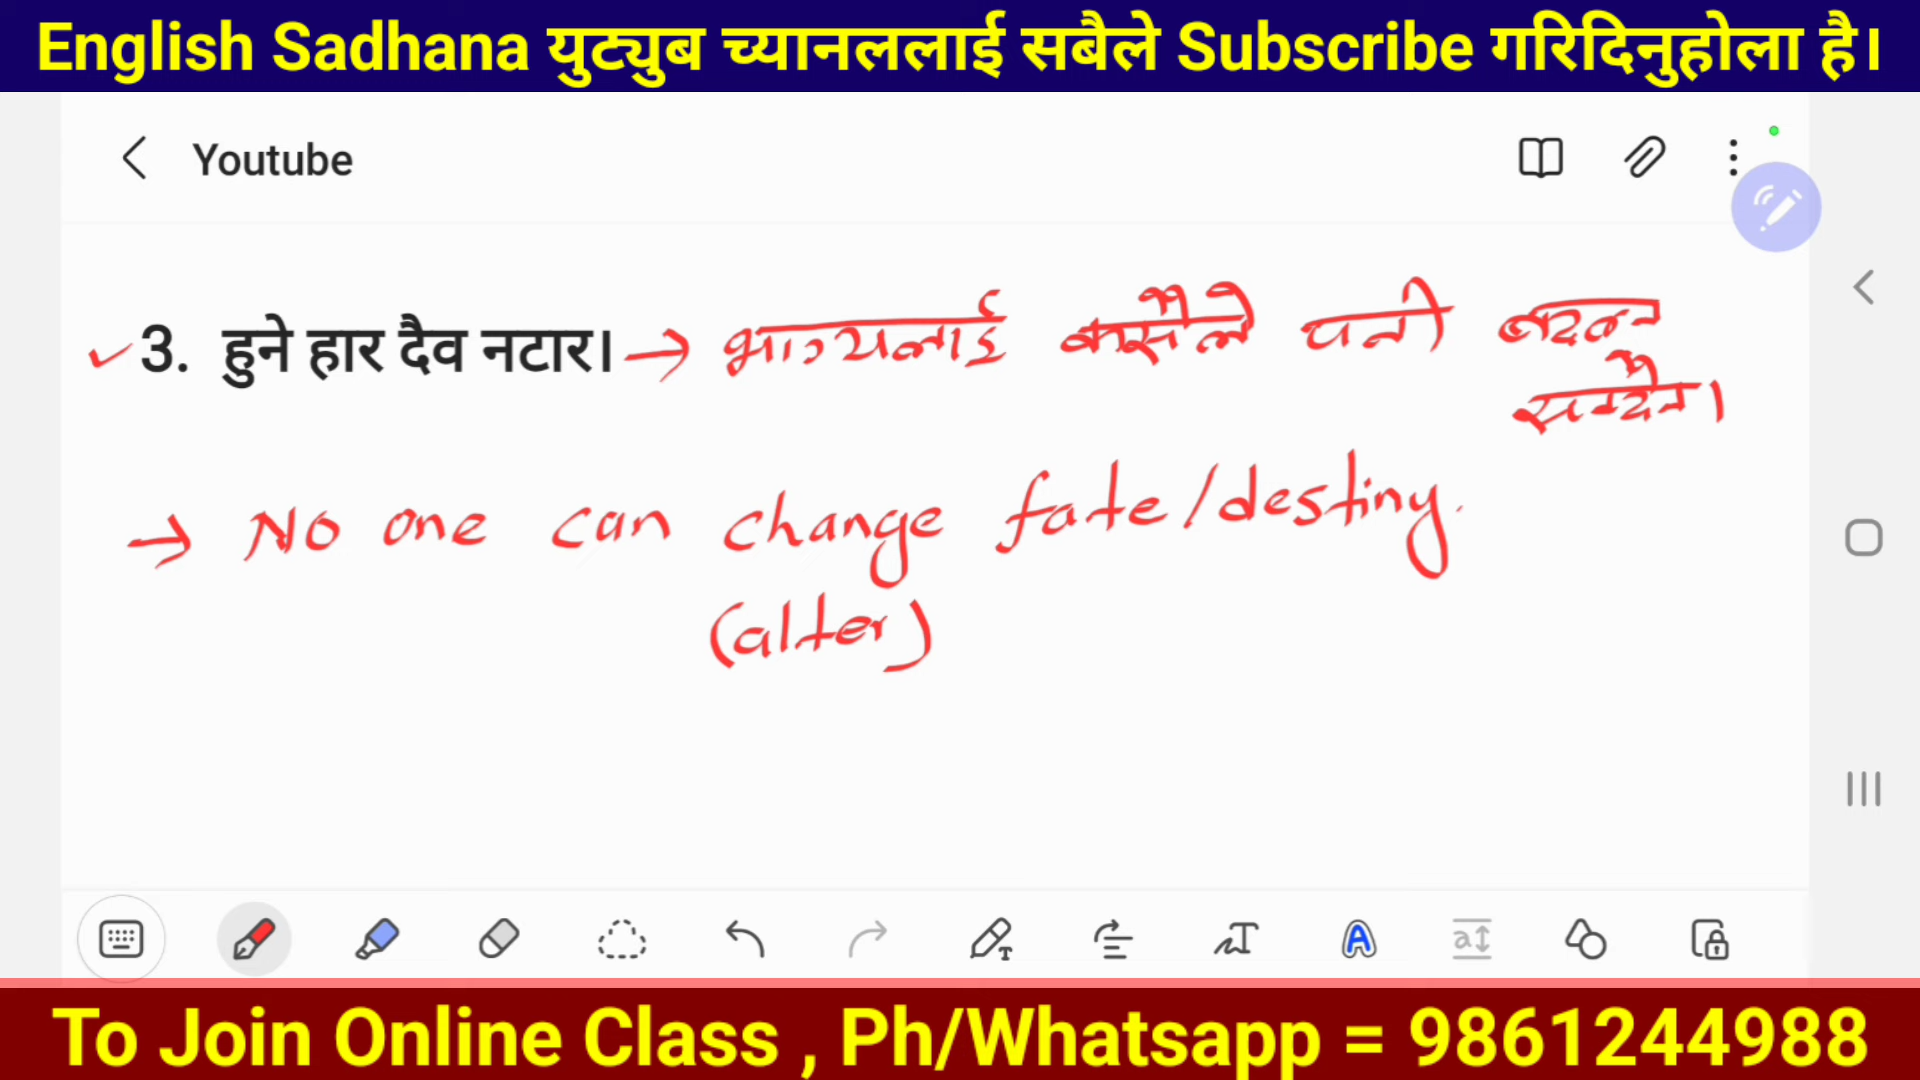 English Sadhana युट्युब च्यानललाई सबैले Subscribe गरिदिनुहोला है।
Youtube
3. हुने हार दैव नटार। → भाग्यलाई कसैले पनी बदल्न
सक्दैन।
→ No one can change fate/destiny.
(alter)
To Join Online Class , Ph/Whatsapp = 9861244988